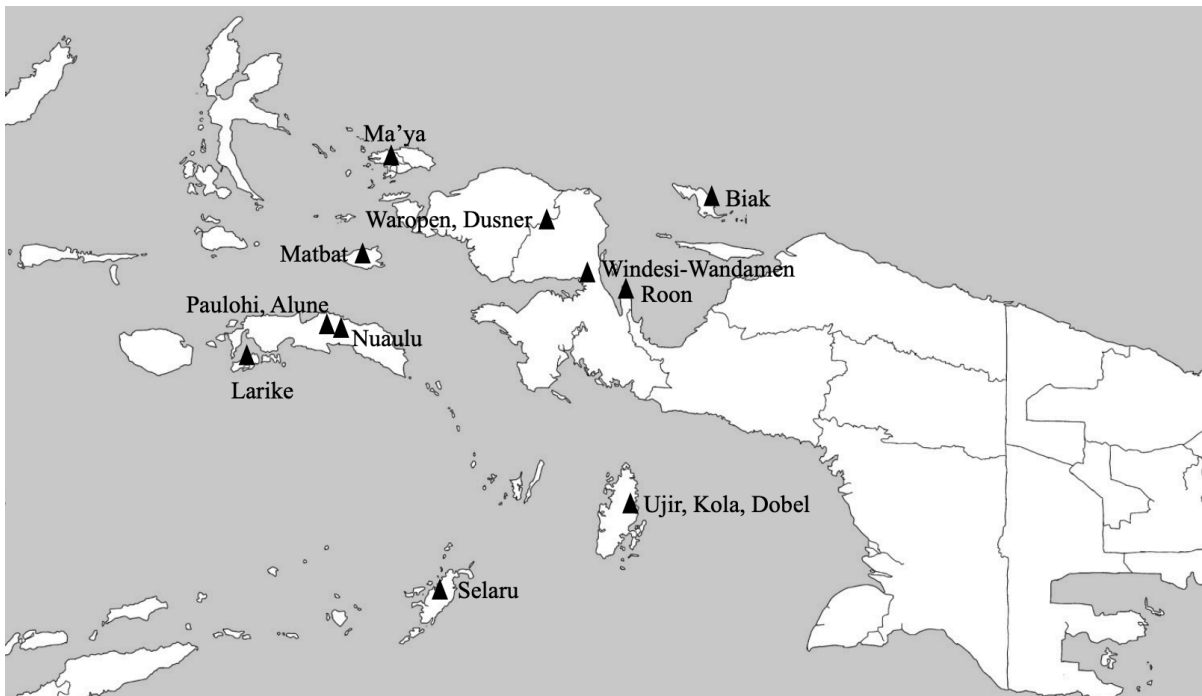 Ma’ya
Biak
Waropen, Dusner
Matbat
Windesi-Wandamen
Roon
Paulohi, Alune
Nuaulu
Larike
Ujir, Kola, Dobel
Selaru